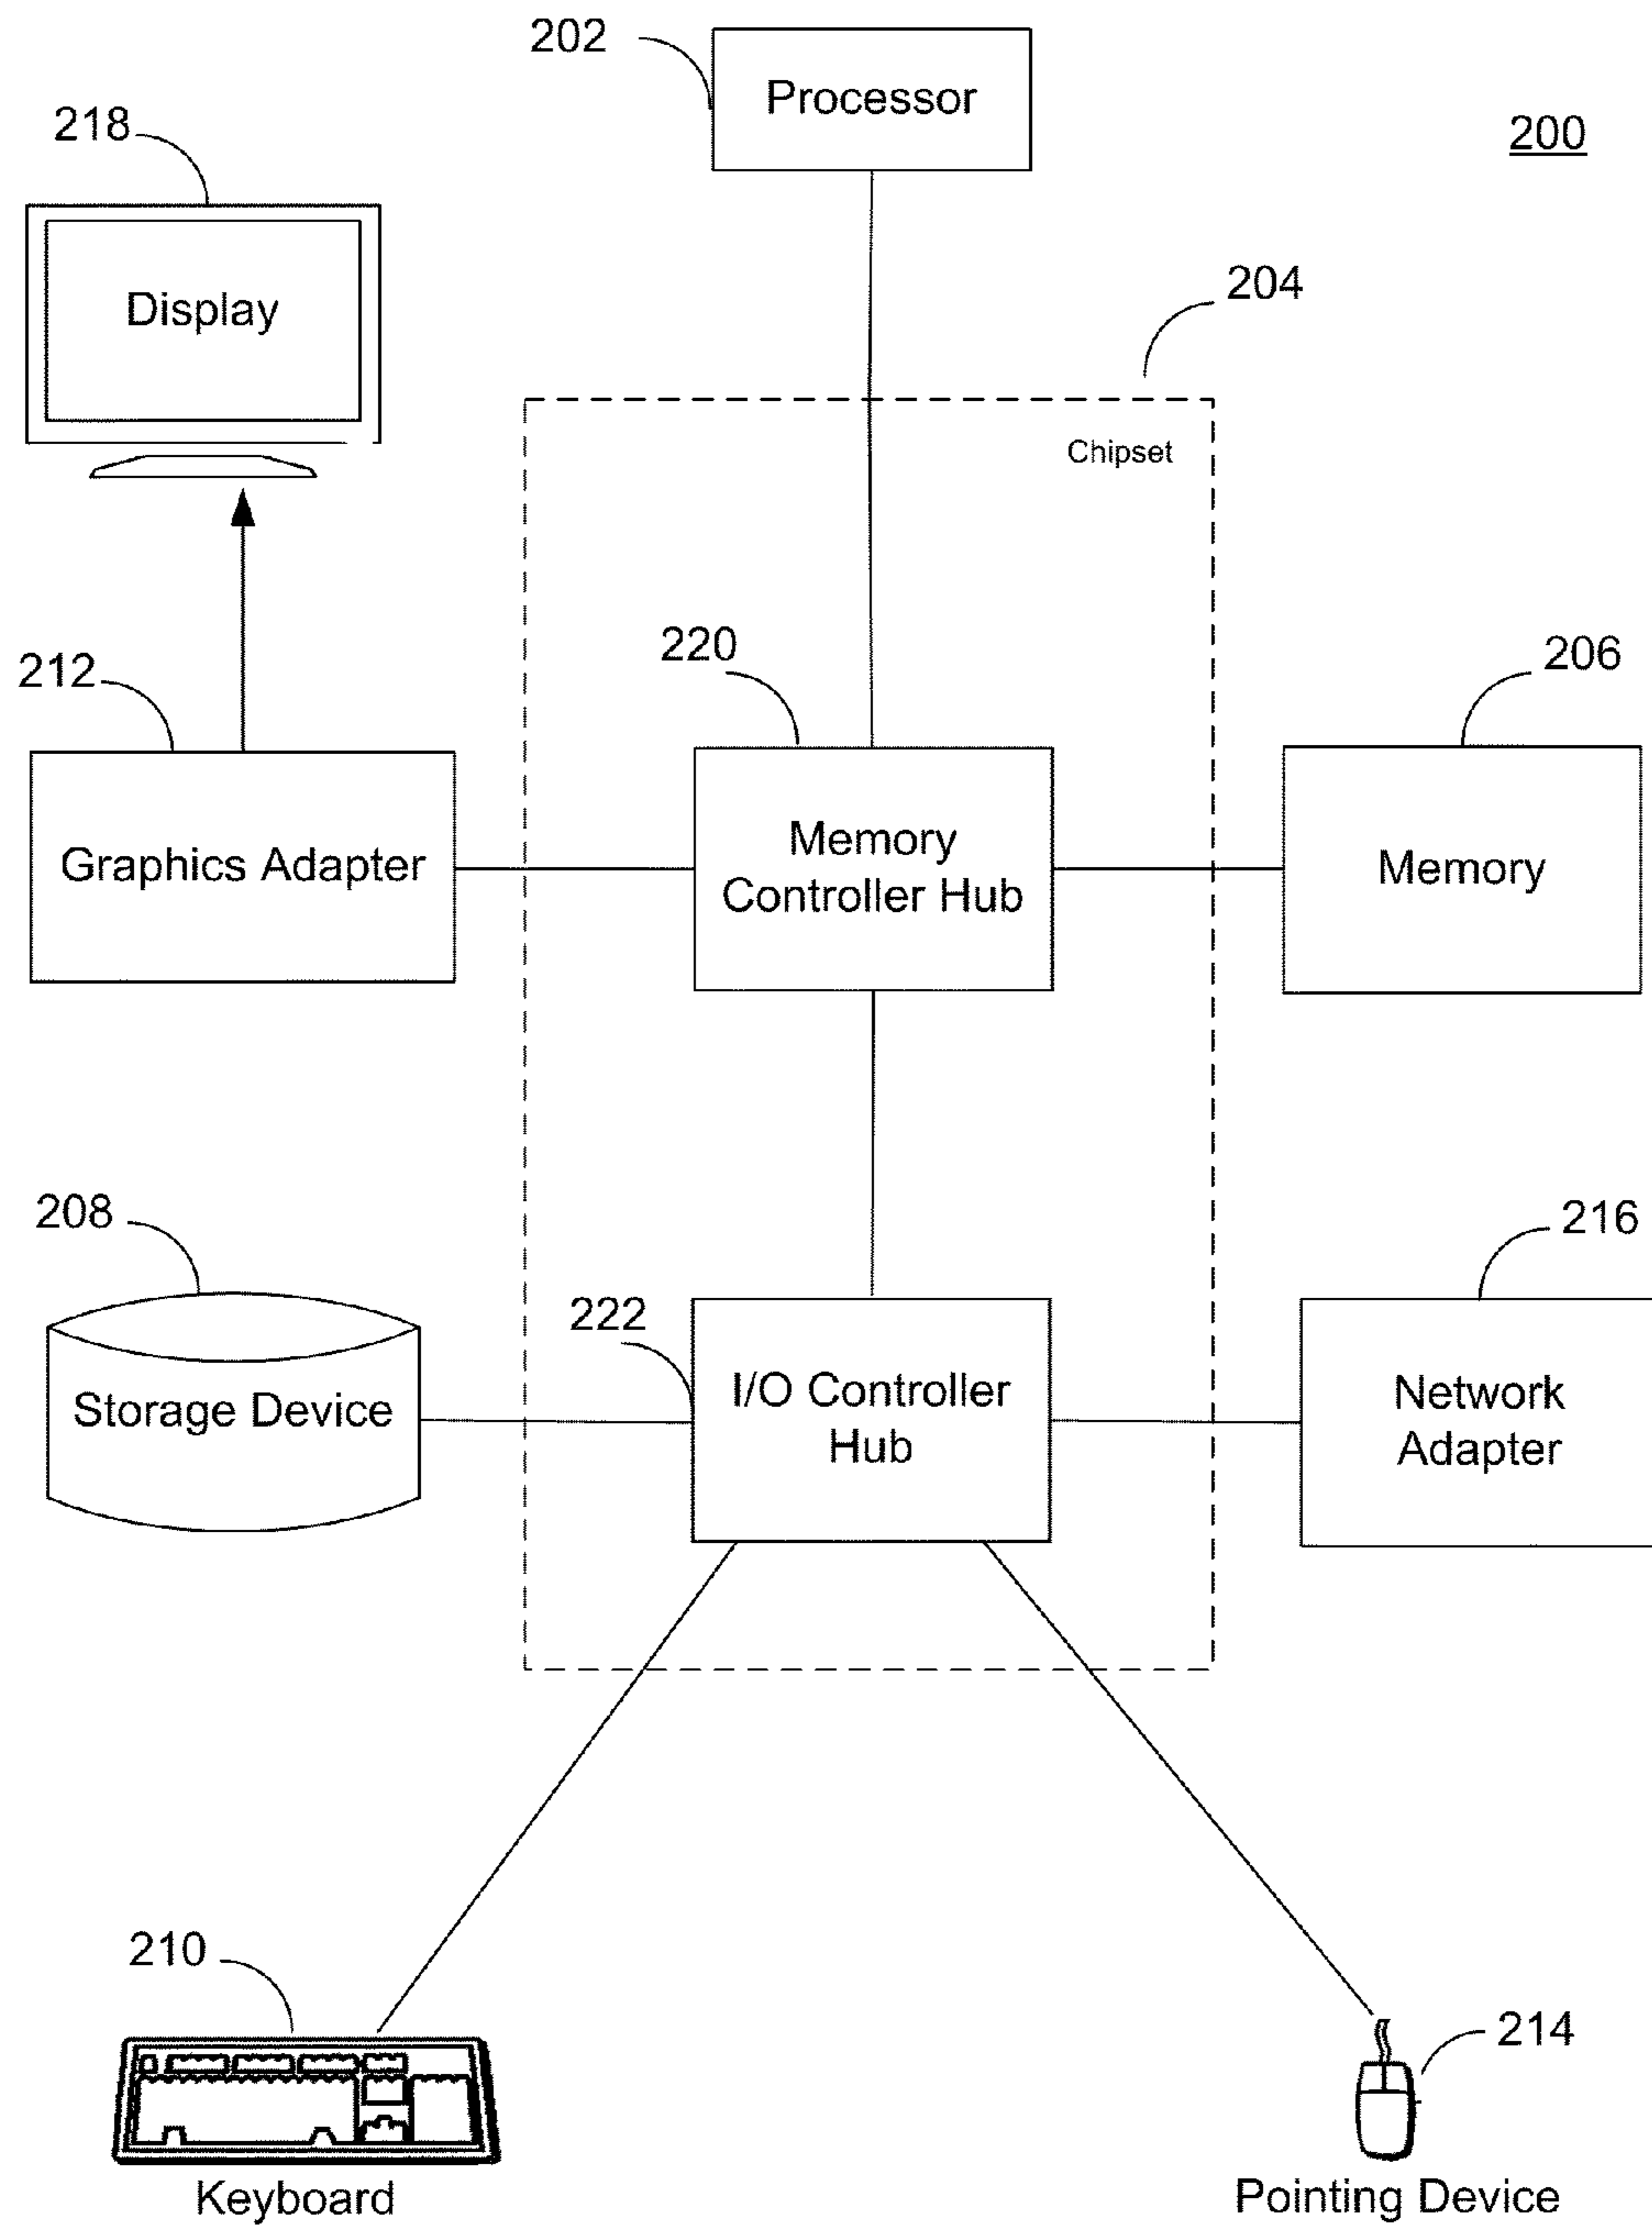 202
Processor
218
200
Display
204
Chipset
220
206
212
Memory
Controller Hub
Graphics Adapter
Memory
208
216
222
I/O Controller
Hub
Storage Device
Network
Adapter
210
214
Keyboard
Pointing Device